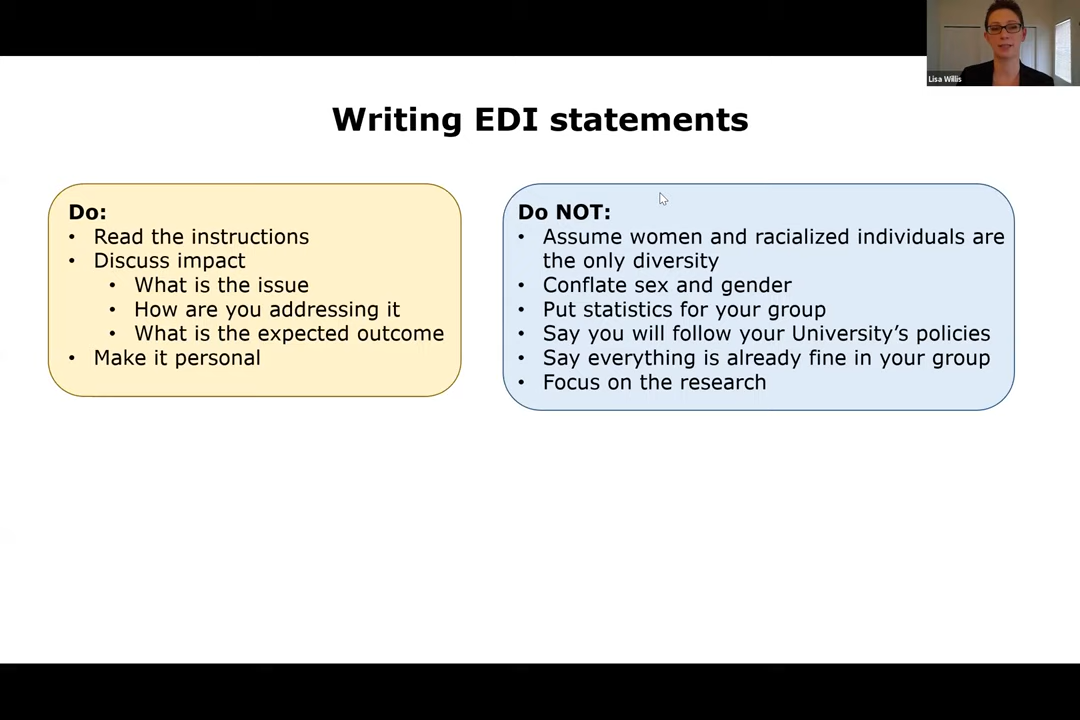 Lisa Willis
Writing EDI statements
Do:
• Read the instructions
• Discuss impact
• What is the issue
• How are you addressing it
• What is the expected outcome
• Make it personal
Do NOT:
• Assume women and racialized individuals are
the only diversity
• Conflate sex and gender
• Put statistics for your group
• Say you will follow your University’s policies
• Say everything is already fine in your group
• Focus on the research